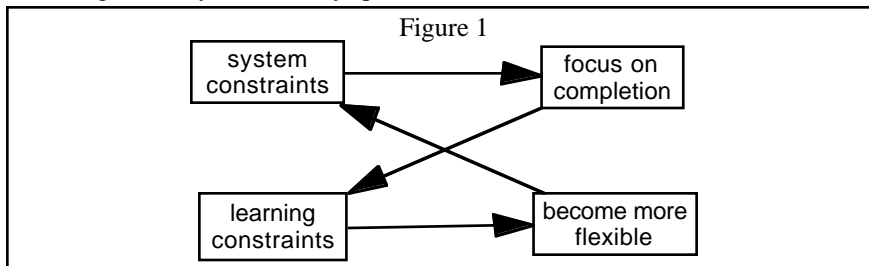 Figure 1
system
constraints
focus on
completion
learning
constraints
become more
flexible